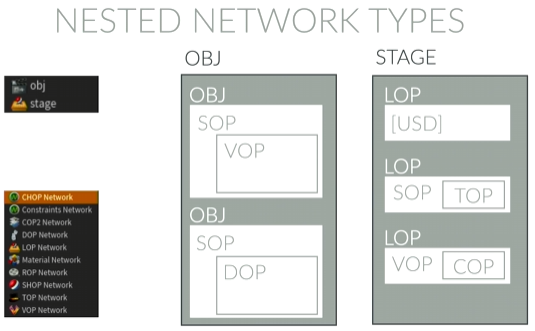 NESTED NETWORK TYPES
obj
stage
CHOP Network
Constraints Network
COP2 Network
DOP Network
LOP Network
Material Network
ROP Network
SHOP Network
TOP Network
VOP Network
OBJ
OBJ
SOP
VOP
OBJ
SOP
DOP
STAGE
LOP
[USD]
LOP
SOP TOP
LOP
VOP COP